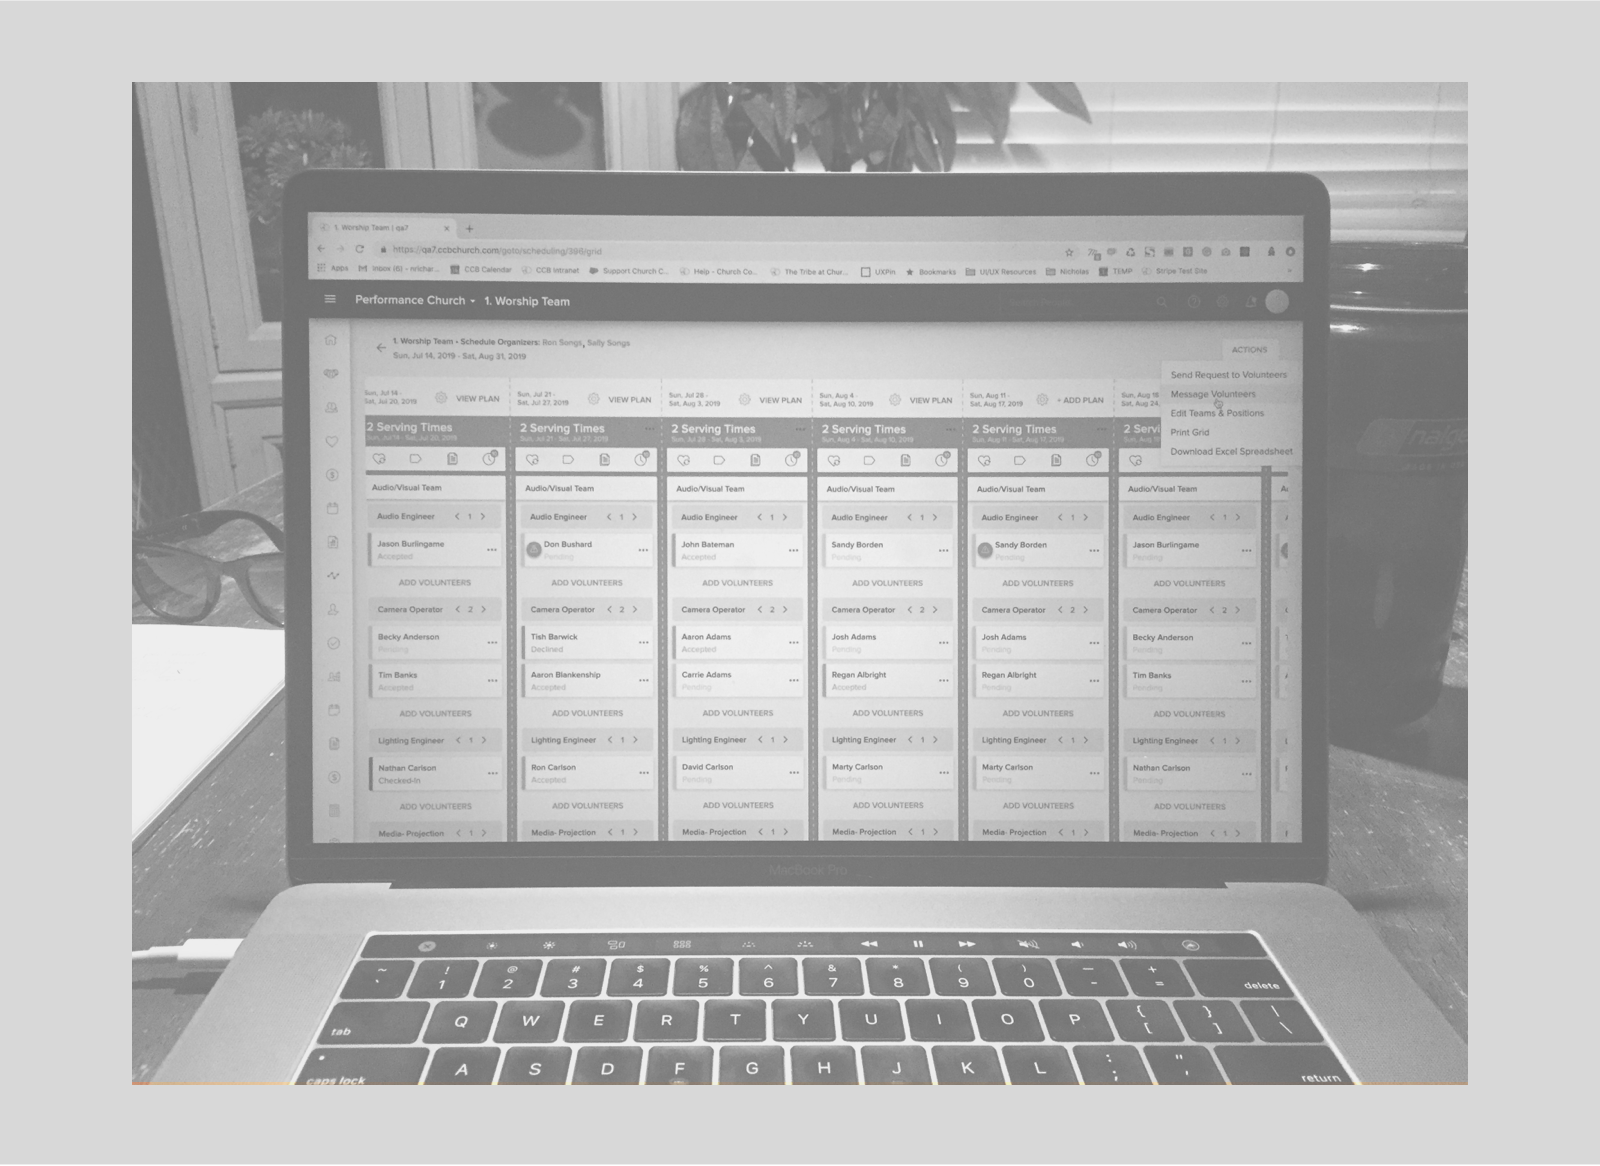 1. Worship Team | qa7
https://qa7.ccbchurch.com/goto/scheduling/396/grid
Apps Inbox (6) - nrichar... CCB Calendar CCB Intranet Support Church C... Help - Church Co... The Tribe at Chur... UXPin Bookmarks UI/UX Resources Nicholas TEMP Stripe Test Site
Performance Church 1. Worship Team
1. Worship Team - Schedule Organizers: Ron Songs, Sally Songs
Sun, Jul 14, 2019 - Sat, Aug 31, 2019
ACTIONS
Send Request to Volunteers
Message Volunteers
Edit Teams & Positions
Print Grid
Download Excel Spreadsheet
Sun, Jul 14 - Sun, Jul 21 - Sun, Jul 28 - Sun, Aug 4 - Sun, Aug 11 - Sun, Aug 18
Sat, Jul 20, 2019 VIEW PLAN Sat, Jul 27, 2019 VIEW PLAN Sat, Aug 3, 2019 VIEW PLAN Sat, Aug 10, 2019 VIEW PLAN Sat, Aug 17, 2019 + ADD PLAN Sat, Aug 24,
2 Serving Times 2 Serving Times 2 Serving Times 2 Serving Times 2 Serving Times 2 Servi
Sun, Jul 14 - Sat, Jul 20, 2019 Sun, Jul 21 - Sat, Jul 27, 2019 Sun, Jul 28 - Sat, Aug 3, 2019 Sun, Aug 4 - Sat, Aug 10, 2019 Sun, Aug 11 - Sat, Aug 17, 2019
Audio/Visual Team Audio/Visual Team Audio/Visual Team Audio/Visual Team Audio/Visual Team Audio/Visual Team
Audio Engineer < 1 > Audio Engineer < 1 > Audio Engineer < 1 > Audio Engineer < 1 > Audio Engineer < 1 > Audio Engineer < 1 >
Jason Burlingame Don Bushard John Bateman Sandy Borden Sandy Borden Jason Burlingame
Accepted Pending Accepted Pending Pending Pending
ADD VOLUNTEERS ADD VOLUNTEERS ADD VOLUNTEERS ADD VOLUNTEERS ADD VOLUNTEERS ADD VOLUNTEERS
Camera Operator < 2 > Camera Operator < 2 > Camera Operator < 2 > Camera Operator < 2 > Camera Operator < 2 > Camera Operator < 2 >
Becky Anderson Tish Barwick Aaron Adams Josh Adams Josh Adams Becky Anderson
Pending Declined Accepted Pending Pending Pending
Tim Banks Aaron Blankenship Carrie Adams Regan Albright Regan Albright Tim Banks
Accepted Accepted Pending Accepted Pending Pending
ADD VOLUNTEERS ADD VOLUNTEERS ADD VOLUNTEERS ADD VOLUNTEERS ADD VOLUNTEERS ADD VOLUNTEERS
Lighting Engineer < 1 > Lighting Engineer < 1 > Lighting Engineer < 1 > Lighting Engineer < 1 > Lighting Engineer < 1 > Lighting Engineer < 1 >
Nathan Carlson Ron Carlson David Carlson Marty Carlson Marty Carlson Nathan Carlson
Checked-In Accepted Pending Pending Pending Pending
ADD VOLUNTEERS ADD VOLUNTEERS ADD VOLUNTEERS ADD VOLUNTEERS ADD VOLUNTEERS ADD VOLUNTEERS
Media- Projection < 1 > Media- Projection < 1 > Media- Projection < 1 > Media- Projection < 1 > Media- Projection < 1 > Media- Projection < 1 >
MacBook Pro
~ ! @ # $ % ^ & * ( ) — +
` 1 2 3 4 5 6 7 8 9 0 - = delete
tab Q W E R T Y U I O P { [ } ] | \
caps lock A S D F G H J K L : ; " ' return
nalge